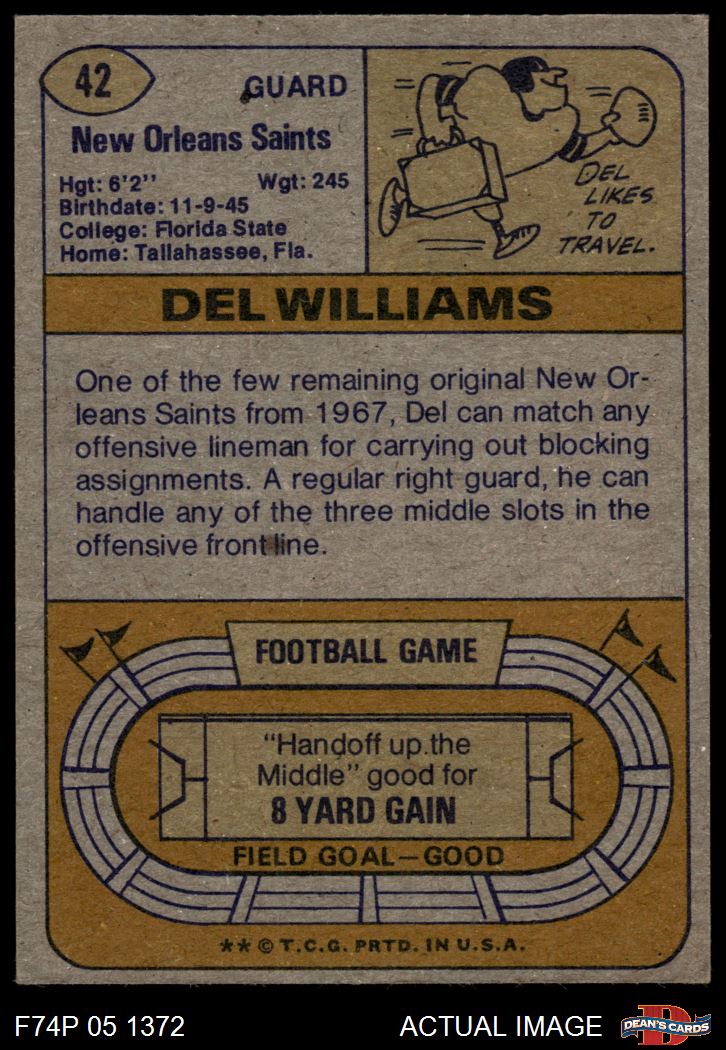 42
GUARD
New Orleans Saints
Hgt: 6'2''
Wgt: 245
Birthdate: 11-9-45
College: Florida State
Home: Tallahassee, Fla.
DEL
LIKES
TO
TRAVEL.
DEL WILLIAMS
One of the few remaining original New Or-
leans Saints from 1967, Del can match any
offensive lineman for carrying out blocking
assignments. A regular right guard, he can
handle any of the three middle slots in the
offensive front line.
FOOTBALL GAME
“Handoff up the
Middle” good for
8 YARD GAIN
FIELD GOAL—GOOD
** © T.C.G. PRTD. IN U.S.A.
F74P 05 1372
ACTUAL IMAGE
D
DEAN'S CARDS